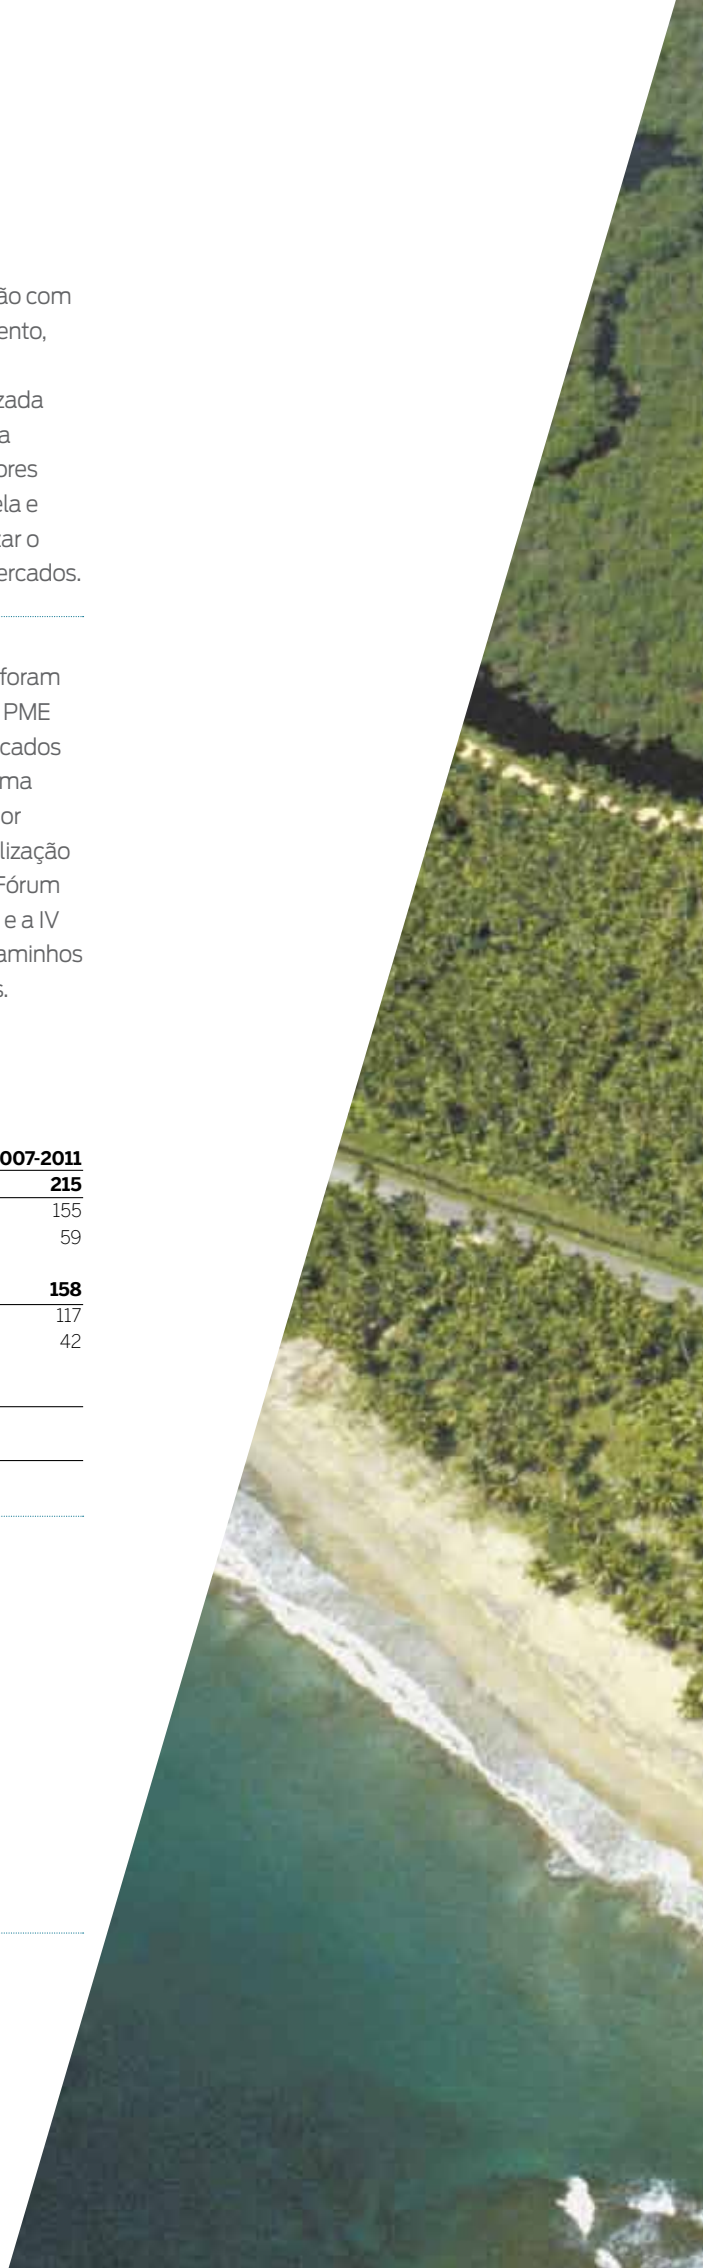 ão com
ento,
zada
a
ores
ela e
ar o
ercados.
foram
PME
cados
ma
or
lização
Fórum
e a IV
aminhos
s.
007-2011
215
155
59
158
117
42